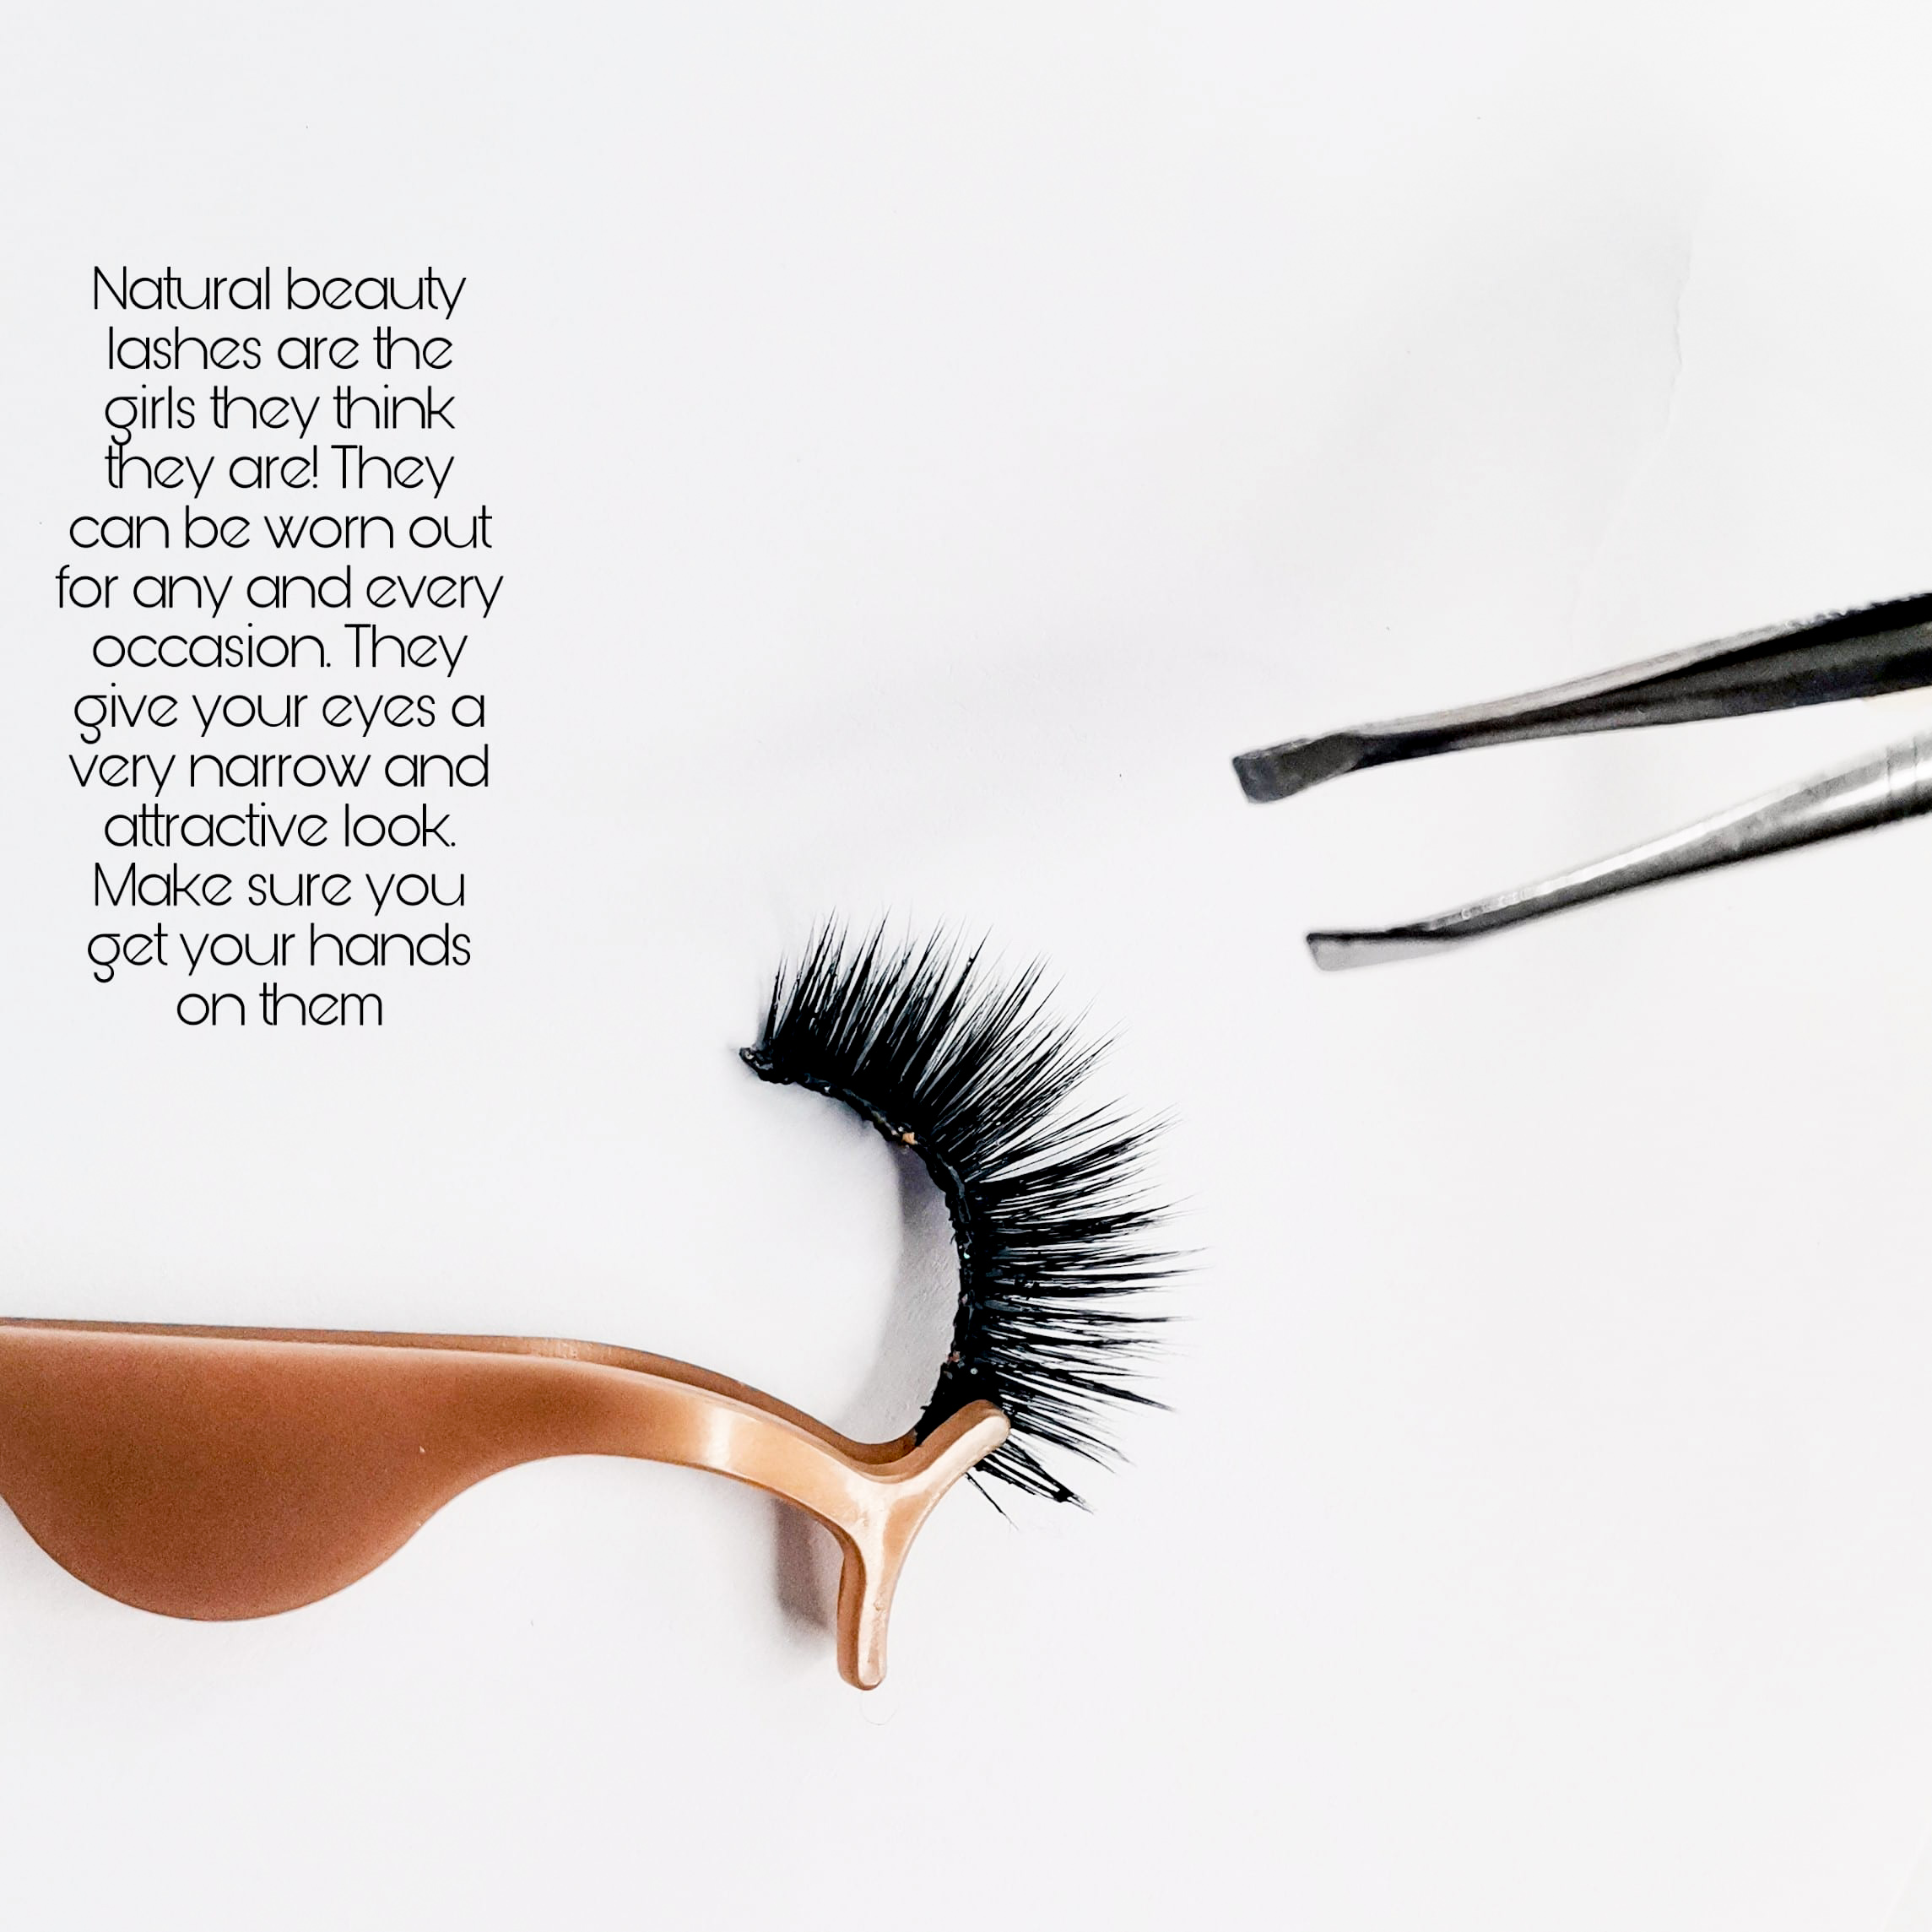 Natural beauty
lashes are the
girls they think
they are! They
can be worn out
for any and every
occasion. They
give your eyes a
very narrow and
attractive look.
Make sure you
get your hands
on them